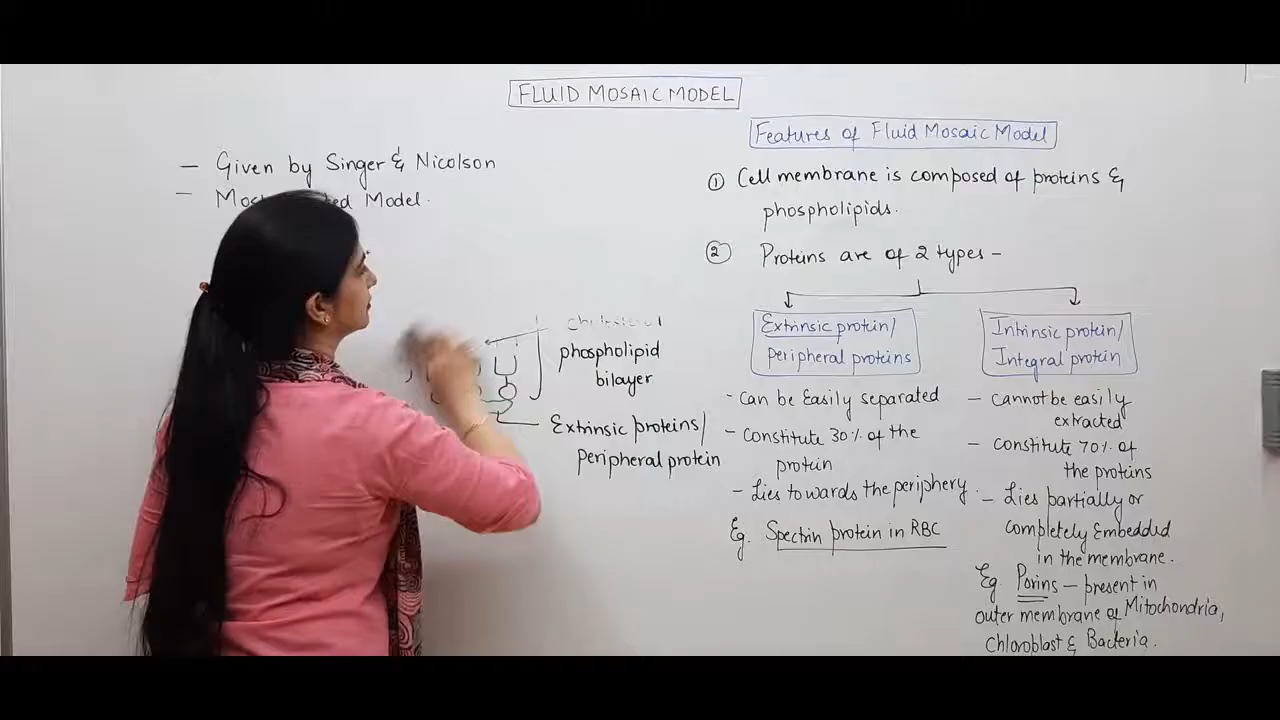 FLUID MOSAIC MODEL
— Given by Singer & Nicolson
— Model.
phospholipid
bilayer
Extrinsic proteins/
peripheral protein
Features of Fluid Mosaic Model
① Cell membrane is composed of proteins &
phospholipids.
② Proteins are of 2 types –
Extrinsic protein/
Peripheral proteins
- can be Easily separated
- constitute 30% of the
protein
- Lies towards the periphery.
Eg. Spectrin protein in RBC
Intrinsic protein/
Integral protein
- cannot be easily
extracted
- constitute 70% of
the proteins
- Lies partially or
completely Embedded
in the membrane.
Eg. Porins – present in
outer membrane of Mitochondria,
Chloroblast & Bacteria.